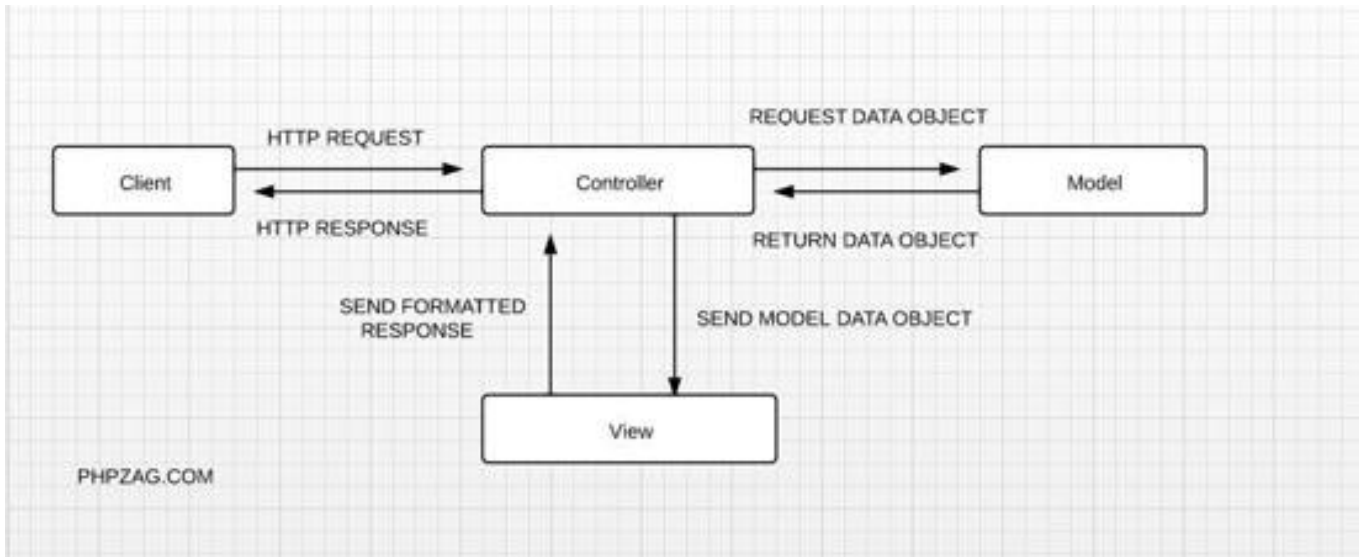 HTTP REQUEST
REQUEST DATA OBJECT
Client
Controller
Model
HTTP RESPONSE
RETURN DATA OBJECT
SEND FORMATTED
RESPONSE
SEND MODEL DATA OBJECT
View
PHPZAG.COM